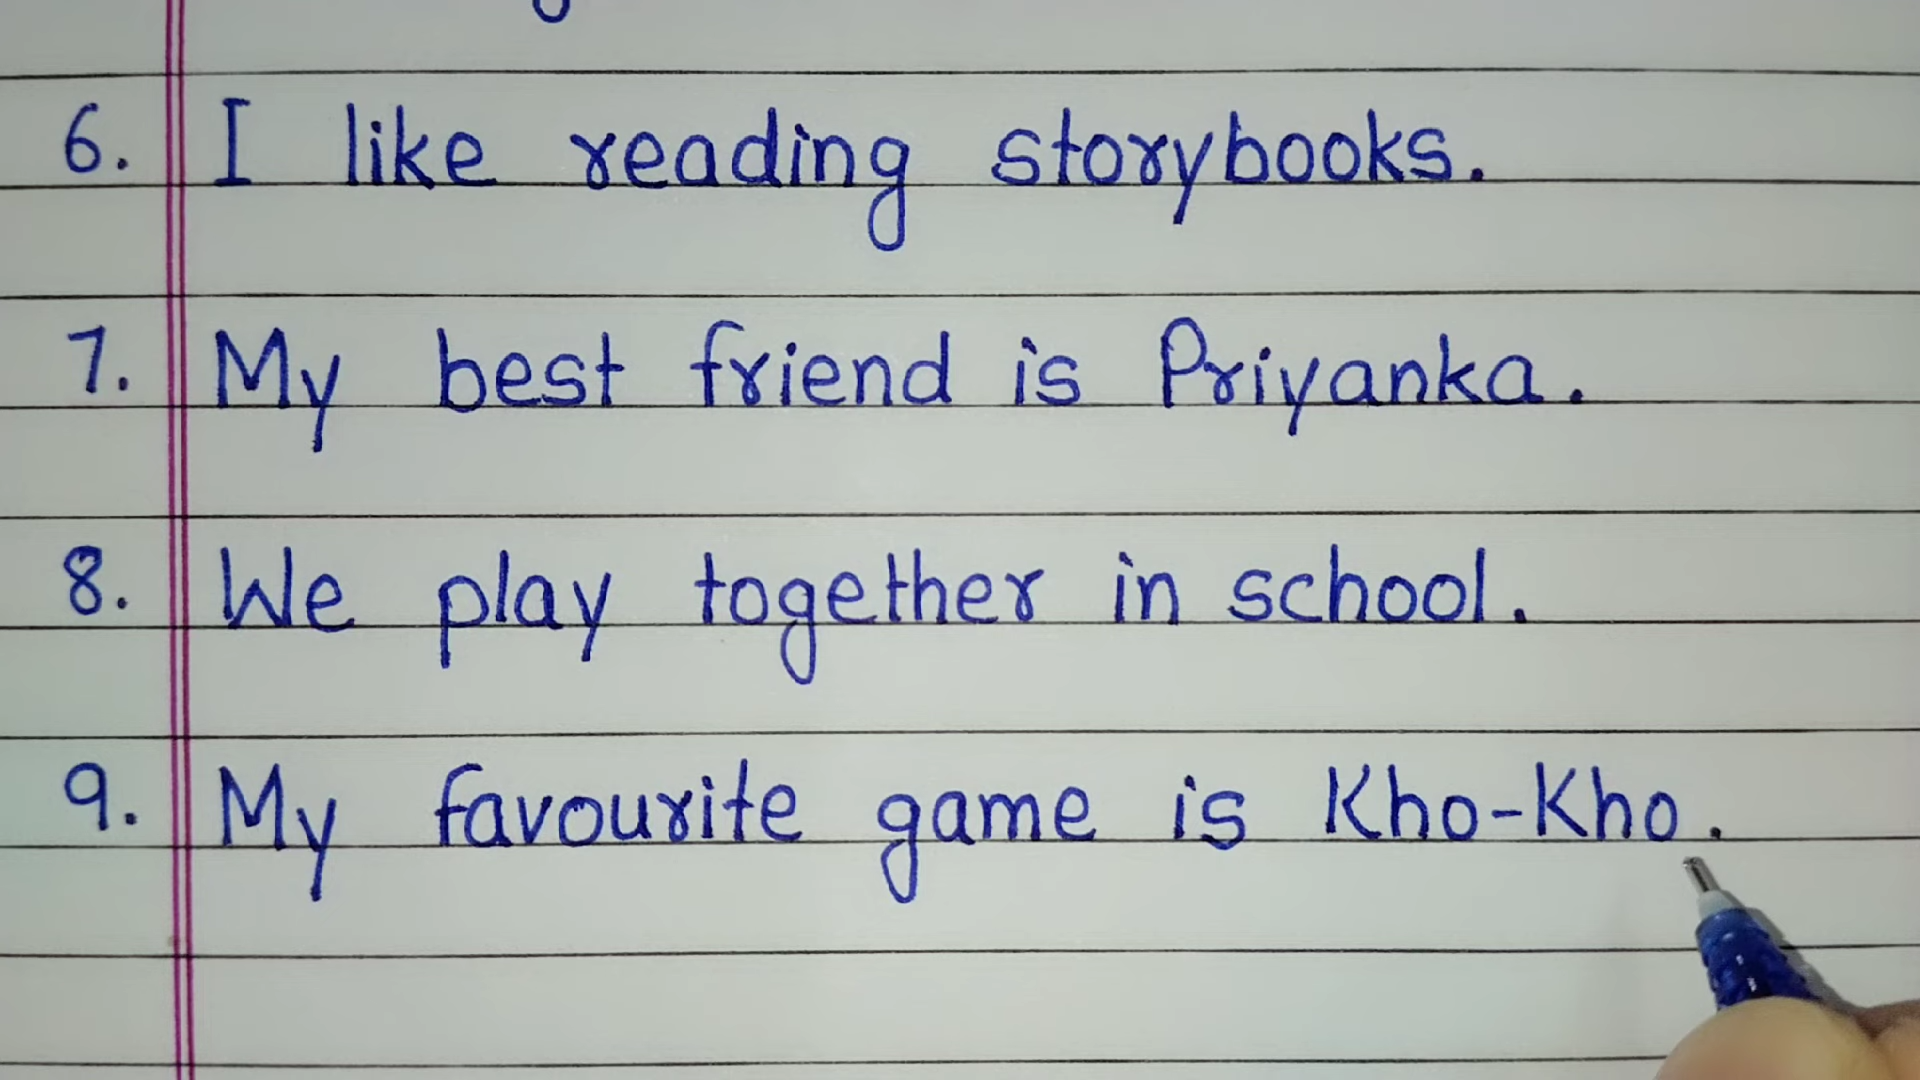 6. I like reading storybooks.
7. My best friend is Priyanka.
8. We play together in school.
9. My favourite game is Kho-Kho.